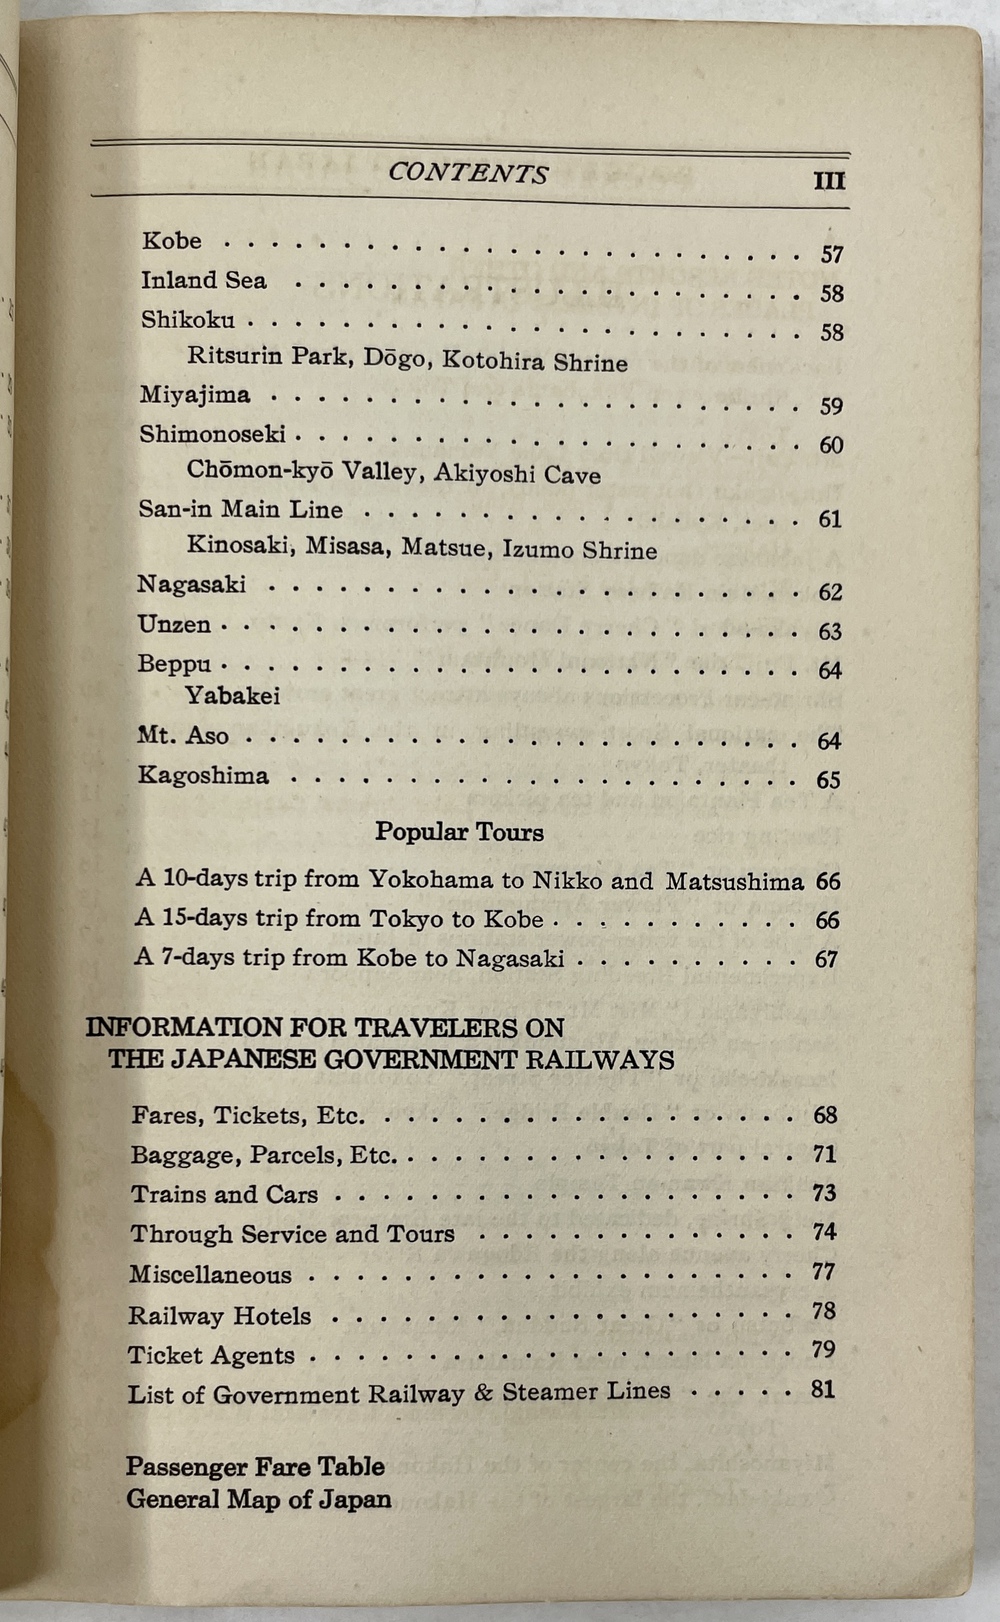 CONTENTS III
Kobe . . . . . . . . . . . . . . . . . . . . . . . . . 57
Inland Sea . . . . . . . . . . . . . . . . . . . . . . 58
Shikoku . . . . . . . . . . . . . . . . . . . . . . . . 58
Ritsurin Park, Dōgo, Kotohira Shrine
Miyajima . . . . . . . . . . . . . . . . . . . . . . . 59
Shimonoseki . . . . . . . . . . . . . . . . . . . . . . 60
Chōmon-kyō Valley, Akiyoshi Cave
San-in Main Line . . . . . . . . . . . . . . . . . . . 61
Kinosaki, Misasa, Matsue, Izumo Shrine
Nagasaki . . . . . . . . . . . . . . . . . . . . . . . 62
Unzen . . . . . . . . . . . . . . . . . . . . . . . . . 63
Beppu . . . . . . . . . . . . . . . . . . . . . . . . . 64
Yabakei
Mt. Aso . . . . . . . . . . . . . . . . . . . . . . . . 64
Kagoshima . . . . . . . . . . . . . . . . . . . . . . 65
Popular Tours
A 10-days trip from Yokohama to Nikko and Matsushima 66
A 15-days trip from Tokyo to Kobe . . . . . . . . . . . 66
A 7-days trip from Kobe to Nagasaki . . . . . . . . . . 67
INFORMATION FOR TRAVELERS ON
THE JAPANESE GOVERNMENT RAILWAYS
Fares, Tickets, Etc. . . . . . . . . . . . . . . . . . . 68
Baggage, Parcels, Etc. . . . . . . . . . . . . . . . . . 71
Trains and Cars . . . . . . . . . . . . . . . . . . . . 73
Through Service and Tours . . . . . . . . . . . . . . 74
Miscellaneous . . . . . . . . . . . . . . . . . . . . . 77
Railway Hotels . . . . . . . . . . . . . . . . . . . . 78
Ticket Agents . . . . . . . . . . . . . . . . . . . . . 79
List of Government Railway & Steamer Lines . . . . . 81
Passenger Fare Table
General Map of Japan